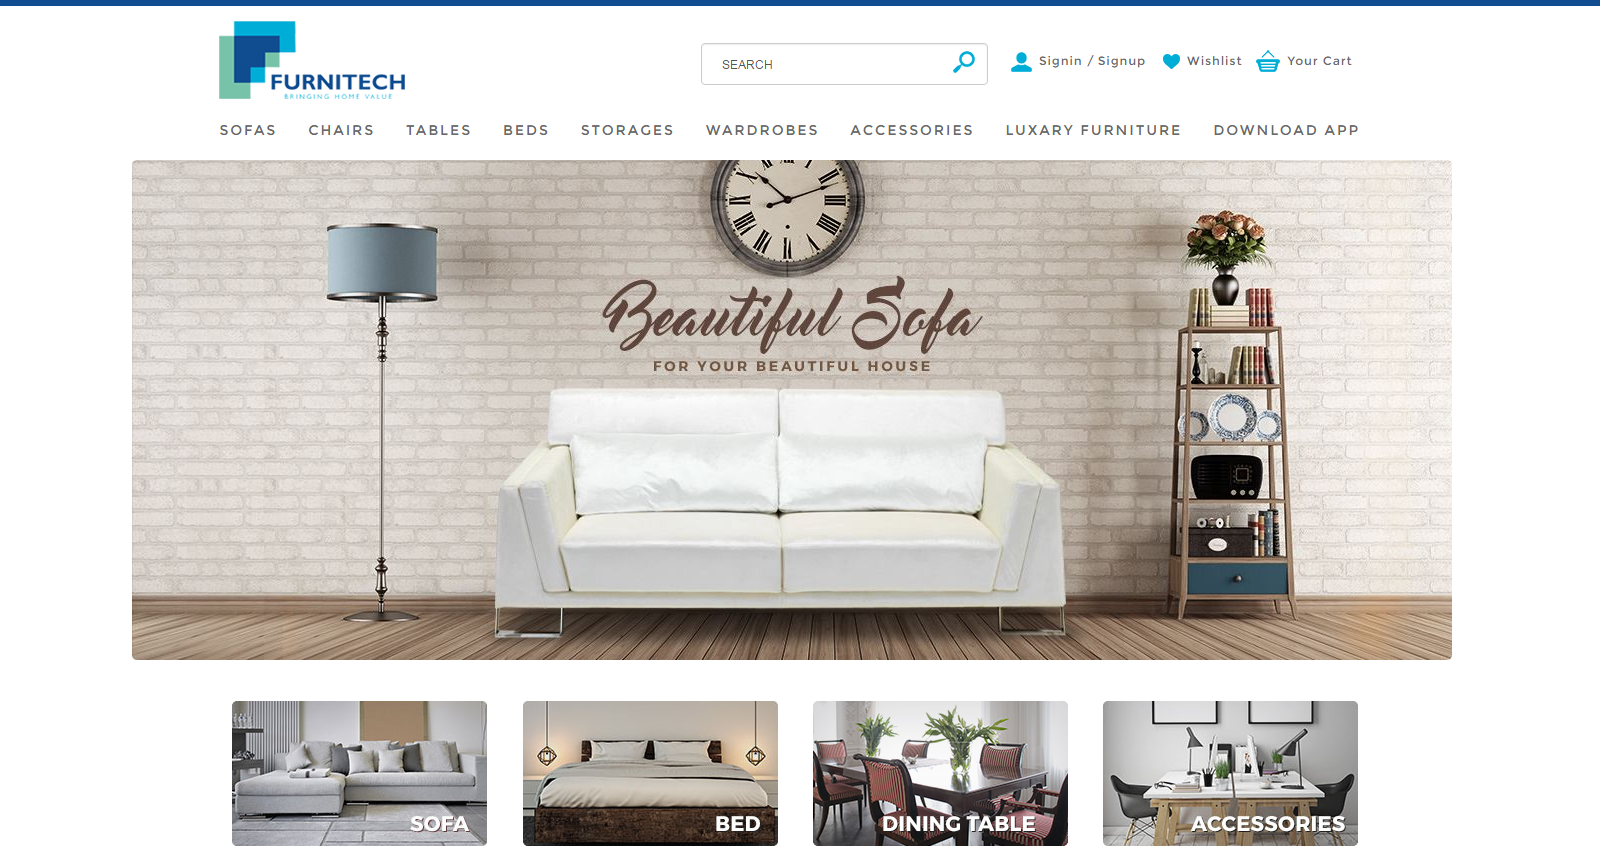 FURNITECH
BRINGING HOME VALUE
SEARCH
Signin / Signup
Wishlist
Your Cart
SOFAS CHAIRS TABLES BEDS STORAGES WARDROBES ACCESSORIES LUXARY FURNITURE DOWNLOAD APP
Beautiful Sofa
FOR YOUR BEAUTIFUL HOUSE
SOFA
BED
DINING TABLE
ACCESSORIES